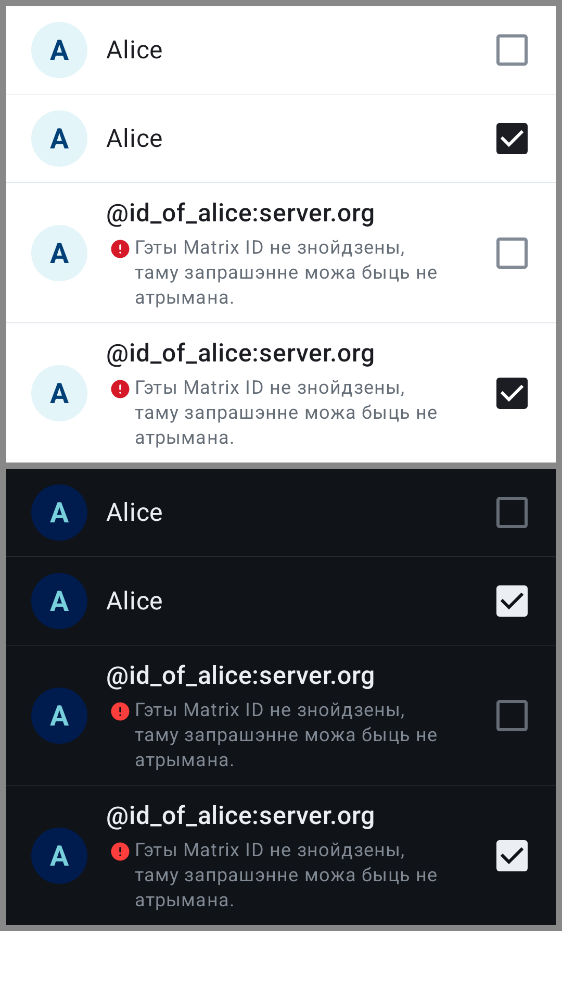 A Alice
A Alice
@id_of_alice:server.org
A Гэты Matrix ID не знойдзены,
таму запрашэнне можа быць не
атрымана.
@id_of_alice:server.org
A Гэты Matrix ID не знойдзены,
таму запрашэнне можа быць не
атрымана.
A Alice
A Alice
@id_of_alice:server.org
A Гэты Matrix ID не знойдзены,
таму запрашэнне можа быць не
атрымана.
@id_of_alice:server.org
A Гэты Matrix ID не знойдзены,
таму запрашэнне можа быць не
атрымана.